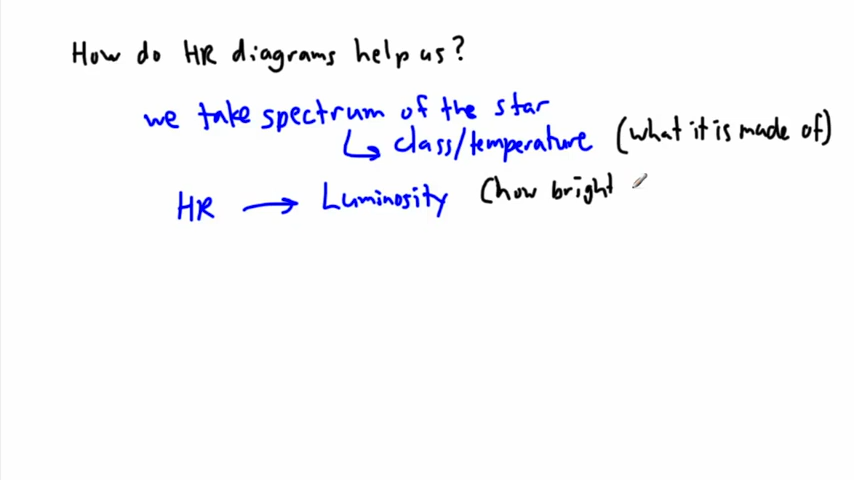 How do HR diagrams help us?
we take spectrum of the star
↳ class/temperature (what it is made of)
HR → Luminosity (how bright